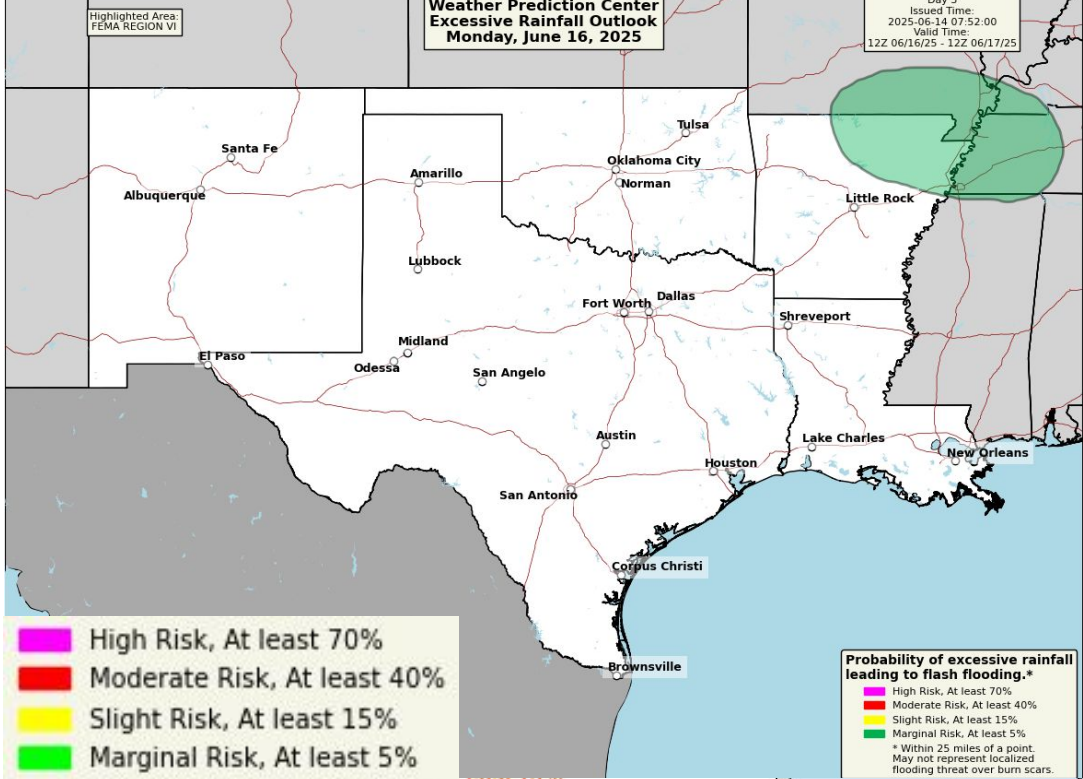 Weather Prediction Center
Excessive Rainfall Outlook
Monday, June 16, 2025
Highlighted Area:
FEMA REGION VI
Day 3
Issued Time:
2025-06-14 07:52:00
Valid Time:
12Z 06/16/25 - 12Z 06/17/25
Tulsa
Santa Fe
Oklahoma City
Amarillo
Norman
Albuquerque
Little Rock
Lubbock
Dallas
Fort Worth
Shreveport
Midland
El Paso
Odessa
San Angelo
Austin
Lake Charles
New Orleans
Houston
San Antonio
Corpus Christi
Brownsville
High Risk, At least 70%
Moderate Risk, At least 40%
Slight Risk, At least 15%
Marginal Risk, At least 5%
Probability of excessive rainfall
leading to flash flooding.*
High Risk, At least 70%
Moderate Risk, At least 40%
Slight Risk, At least 15%
Marginal Risk, At least 5%
* Within 25 miles of a point.
May not represent localized
flooding threat over burn scars.